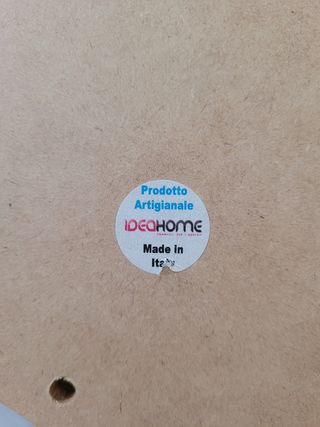 Prodotto
Artigianale
IDEAHOME
Made in
Italy